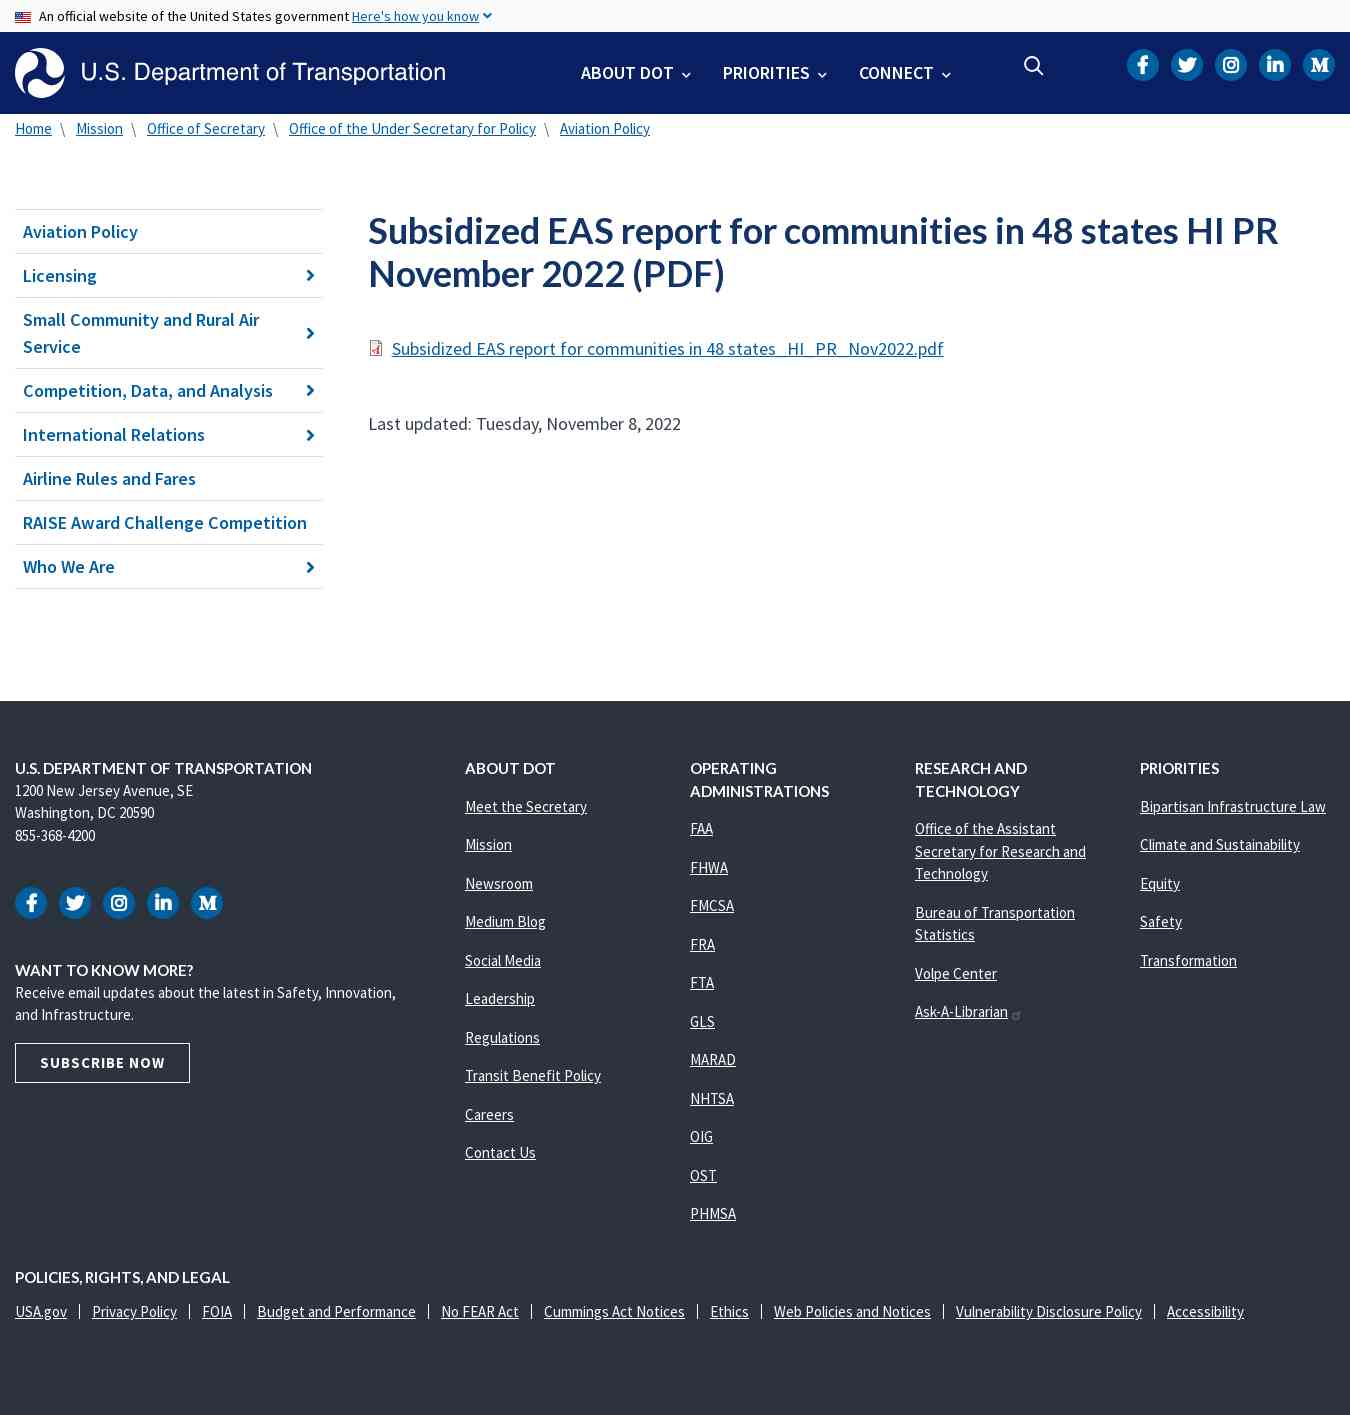 An official website of the United States government Here's how you know
U.S. Department of Transportation
ABOUT DOT
PRIORITIES
CONNECT
Home \ Mission \ Office of Secretary \ Office of the Under Secretary for Policy \ Aviation Policy
Aviation Policy
Licensing
Small Community and Rural Air
Service
Competition, Data, and Analysis
International Relations
Airline Rules and Fares
RAISE Award Challenge Competition
Who We Are
Subsidized EAS report for communities in 48 states HI PR
November 2022 (PDF)
Subsidized EAS report for communities in 48 states_HI_PR_Nov2022.pdf
Last updated: Tuesday, November 8, 2022
U.S. DEPARTMENT OF TRANSPORTATION
1200 New Jersey Avenue, SE
Washington, DC 20590
855-368-4200
WANT TO KNOW MORE?
Receive email updates about the latest in Safety, Innovation,
and Infrastructure.
SUBSCRIBE NOW
ABOUT DOT
Meet the Secretary
Mission
Newsroom
Medium Blog
Social Media
Leadership
Regulations
Transit Benefit Policy
Careers
Contact Us
OPERATING
ADMINISTRATIONS
FAA
FHWA
FMCSA
FRA
FTA
GLS
MARAD
NHTSA
OIG
OST
PHMSA
RESEARCH AND
TECHNOLOGY
Office of the Assistant
Secretary for Research and
Technology
Bureau of Transportation
Statistics
Volpe Center
Ask-A-Librarian
PRIORITIES
Bipartisan Infrastructure Law
Climate and Sustainability
Equity
Safety
Transformation
POLICIES, RIGHTS, AND LEGAL
USA.gov | Privacy Policy | FOIA | Budget and Performance | No FEAR Act | Cummings Act Notices | Ethics | Web Policies and Notices | Vulnerability Disclosure Policy | Accessibility